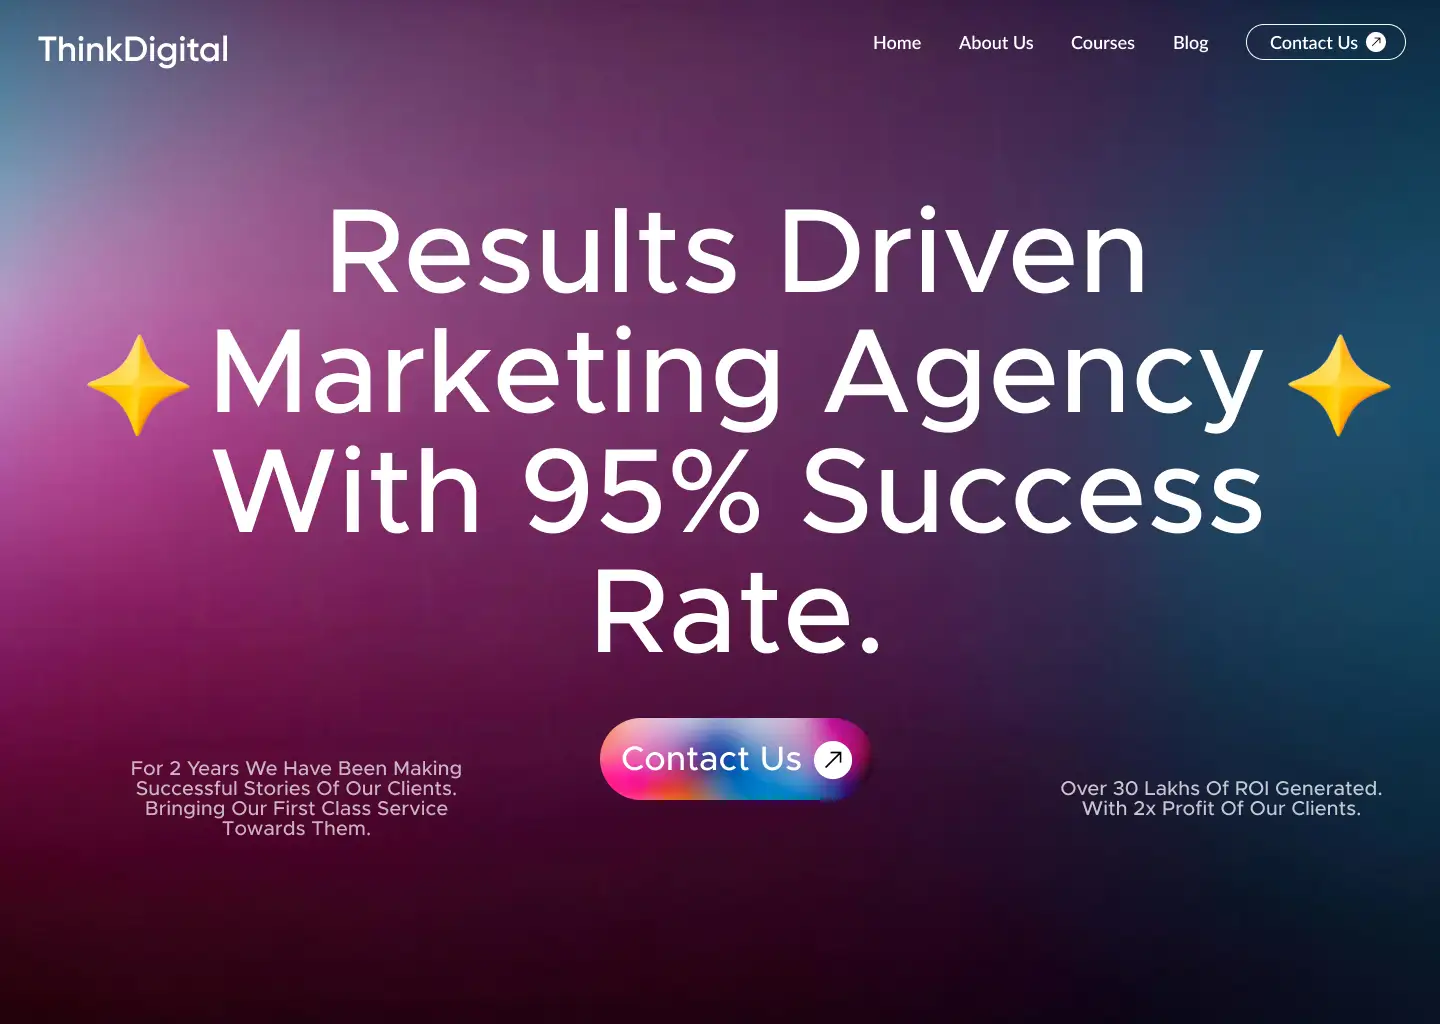 ThinkDigital
Home
About Us
Courses
Blog
Contact Us
Results Driven
Marketing Agency
With 95% Success
Rate.
Contact Us
For 2 Years We Have Been Making
Successful Stories Of Our Clients.
Bringing Our First Class Service
Towards Them.
Over 30 Lakhs Of ROI Generated.
With 2x Profit Of Our Clients.